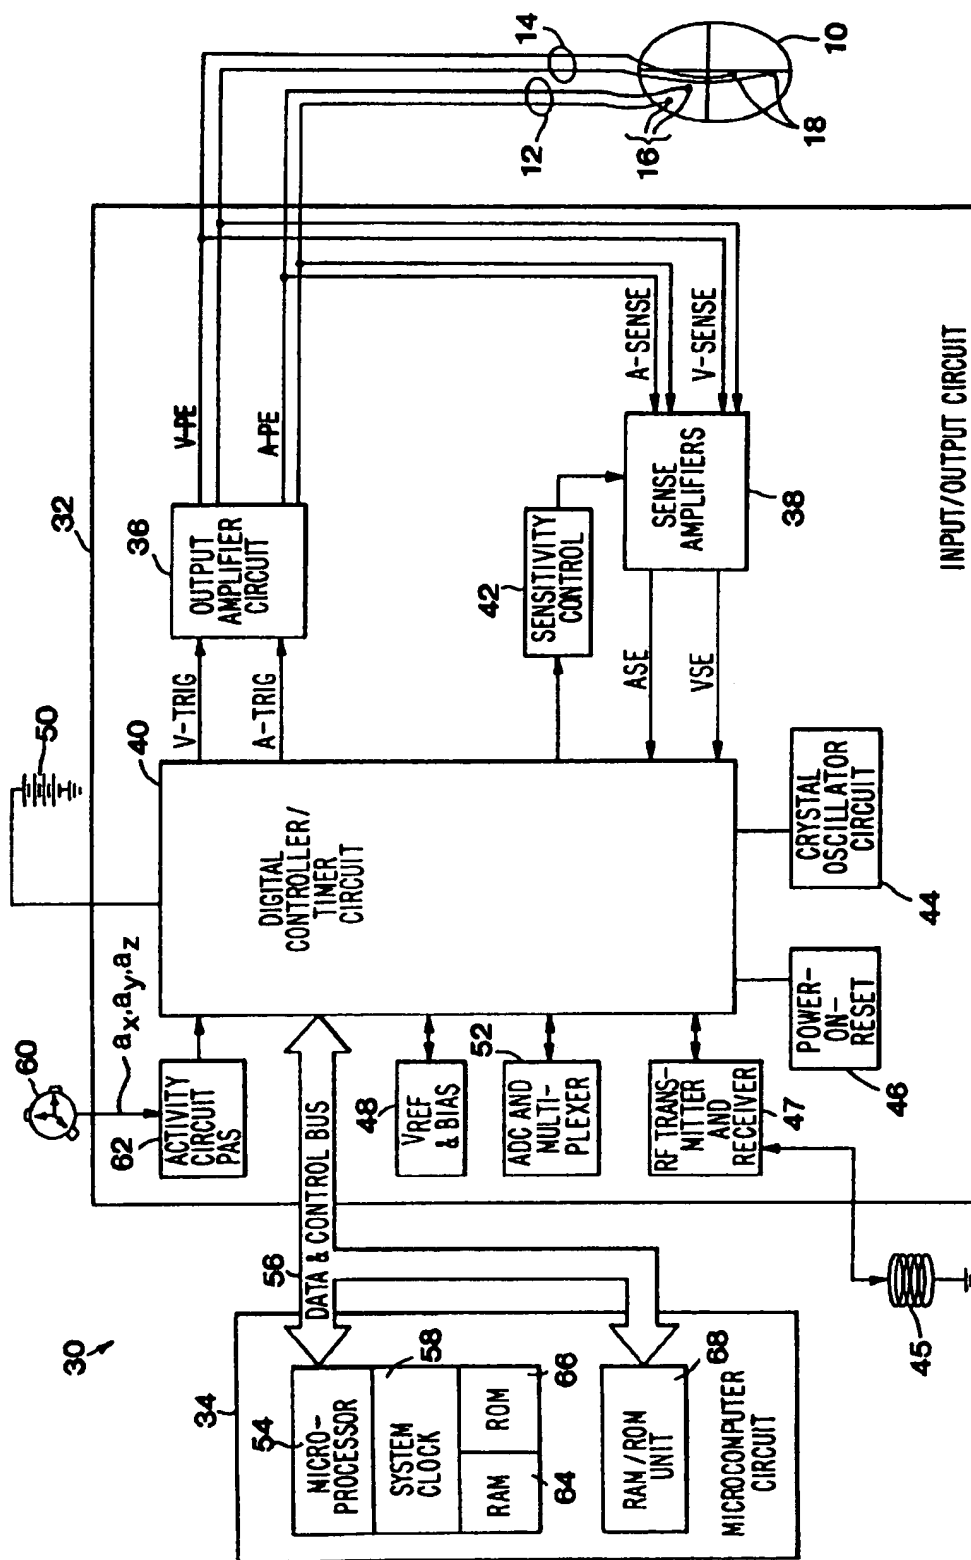 30
34
54
MICRO-
PROCESSOR
58
SYSTEM
CLOCK
RAM
ROM
64
66
RAM/ROM
UNIT
68
MICROCOMPUTER
CIRCUIT
56
DATA & CONTROL BUS
45
60
ax,ay,az
62
ACTIVITY
CIRCUIT
PAS
48
VREF
& BIAS
52
ADC AND
MULTI-
PLEXER
RF TRANS-
MITTER
AND
RECEIVER
47
POWER-
ON-
RESET
46
CRYSTAL
OSCILLATOR
CIRCUIT
44
50
32
40
DIGITAL
CONTROLLER/
TIMER
CIRCUIT
V-TRIG
A-TRIG
36
OUTPUT
AMPLIFIER
CIRCUIT
V-PE
A-PE
42
SENSITIVITY
CONTROL
ASE
VSE
SENSE
AMPLIFIERS
38
A-SENSE
V-SENSE
INPUT/OUTPUT CIRCUIT
14
12
16
10
18